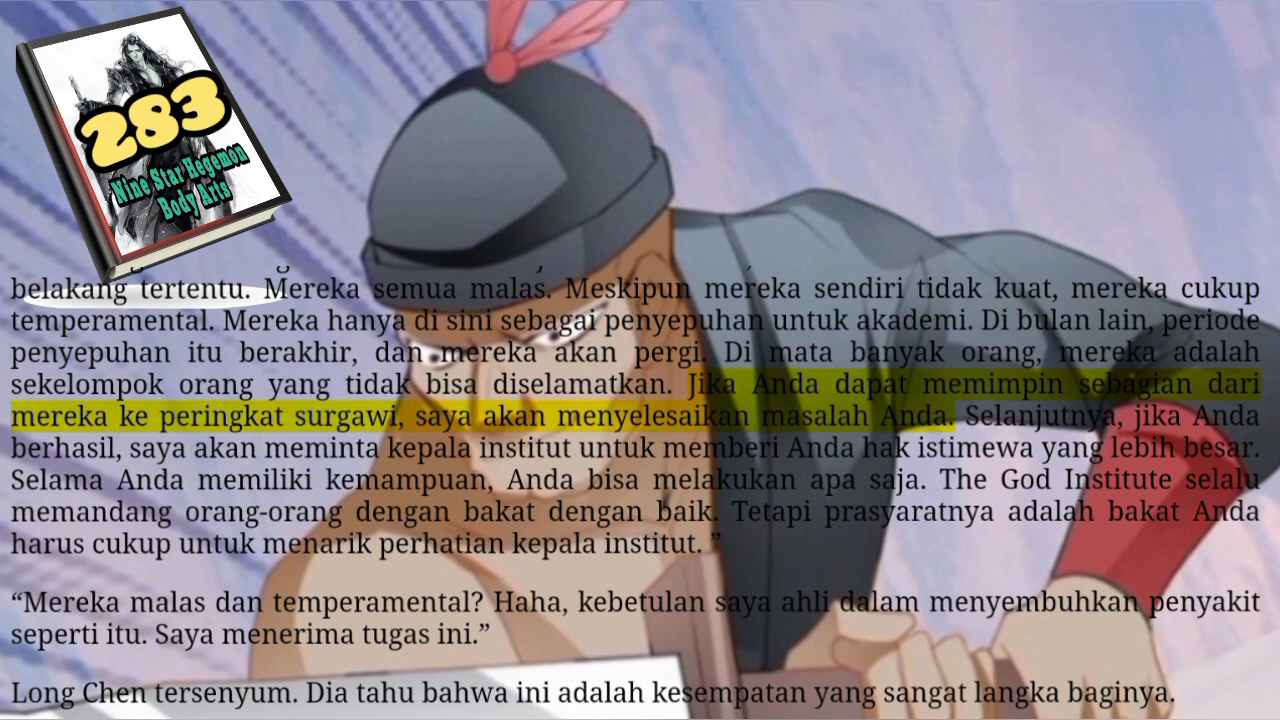 283
Nine Star Hegemon
Body Arts
belakang tertentu. Mereka semua malas. Meskipun mereka sendiri tidak kuat, mereka cukup
temperamental. Mereka hanya di sini sebagai penyepuhan untuk akademi. Di bulan lain, periode
penyepuhan itu berakhir, dan mereka akan pergi. Di mata banyak orang, mereka adalah
sekelompok orang yang tidak bisa diselamatkan. Jika Anda dapat memimpin sebagian dari
mereka ke peringkat surgawi, saya akan menyelesaikan masalah Anda. Selanjutnya, jika Anda
berhasil, saya akan meminta kepala institut untuk memberi Anda hak istimewa yang lebih besar.
Selama Anda memiliki kemampuan, Anda bisa melakukan apa saja. The God Institute selalu
memandang orang-orang dengan bakat dengan baik. Tetapi prasyaratnya adalah bakat Anda
harus cukup untuk menarik perhatian kepala institut. ”
“Mereka malas dan temperamental? Haha, kebetulan saya ahli dalam menyembuhkan penyakit
seperti itu. Saya menerima tugas ini.”
Long Chen tersenyum. Dia tahu bahwa ini adalah kesempatan yang sangat langka baginya.